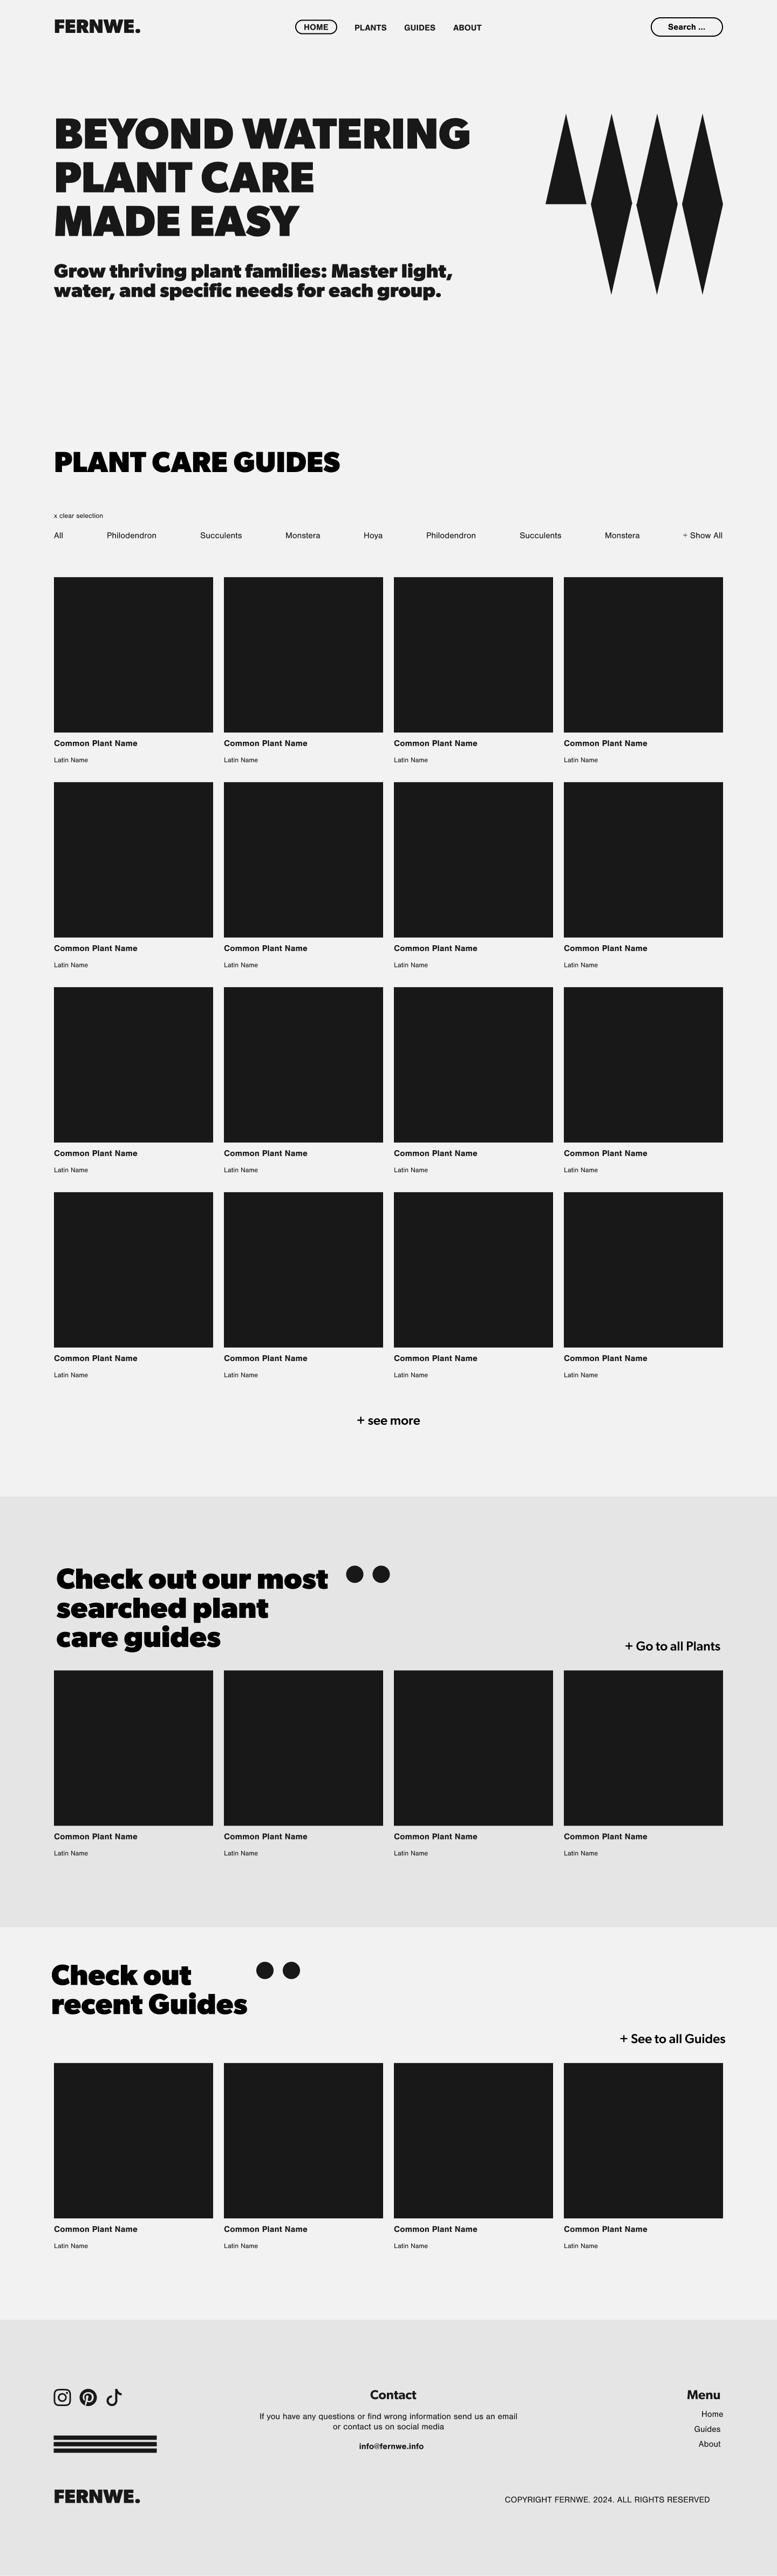 FERNWE.
HOME PLANTS GUIDES ABOUT
Search ...
BEYOND WATERING
PLANT CARE
MADE EASY
Grow thriving plant families: Master light,
water, and specific needs for each group.
PLANT CARE GUIDES
x clear selection
All Philodendron Succulents Monstera Hoya Philodendron Succulents Monstera + Show All
Common Plant Name Common Plant Name Common Plant Name Common Plant Name
Latin Name Latin Name Latin Name Latin Name
Common Plant Name Common Plant Name Common Plant Name Common Plant Name
Latin Name Latin Name Latin Name Latin Name
Common Plant Name Common Plant Name Common Plant Name Common Plant Name
Latin Name Latin Name Latin Name Latin Name
Common Plant Name Common Plant Name Common Plant Name Common Plant Name
Latin Name Latin Name Latin Name Latin Name
+ see more
Check out our most
searched plant
care guides
+ Go to all Plants
Common Plant Name Common Plant Name Common Plant Name Common Plant Name
Latin Name Latin Name Latin Name Latin Name
Check out
recent Guides
+ See to all Guides
Common Plant Name Common Plant Name Common Plant Name Common Plant Name
Latin Name Latin Name Latin Name Latin Name
Contact
If you have any questions or find wrong information send us an email
or contact us on social media
info@fernwe.info
Menu
Home
Guides
About
FERNWE.
COPYRIGHT FERNWE. 2024. ALL RIGHTS RESERVED